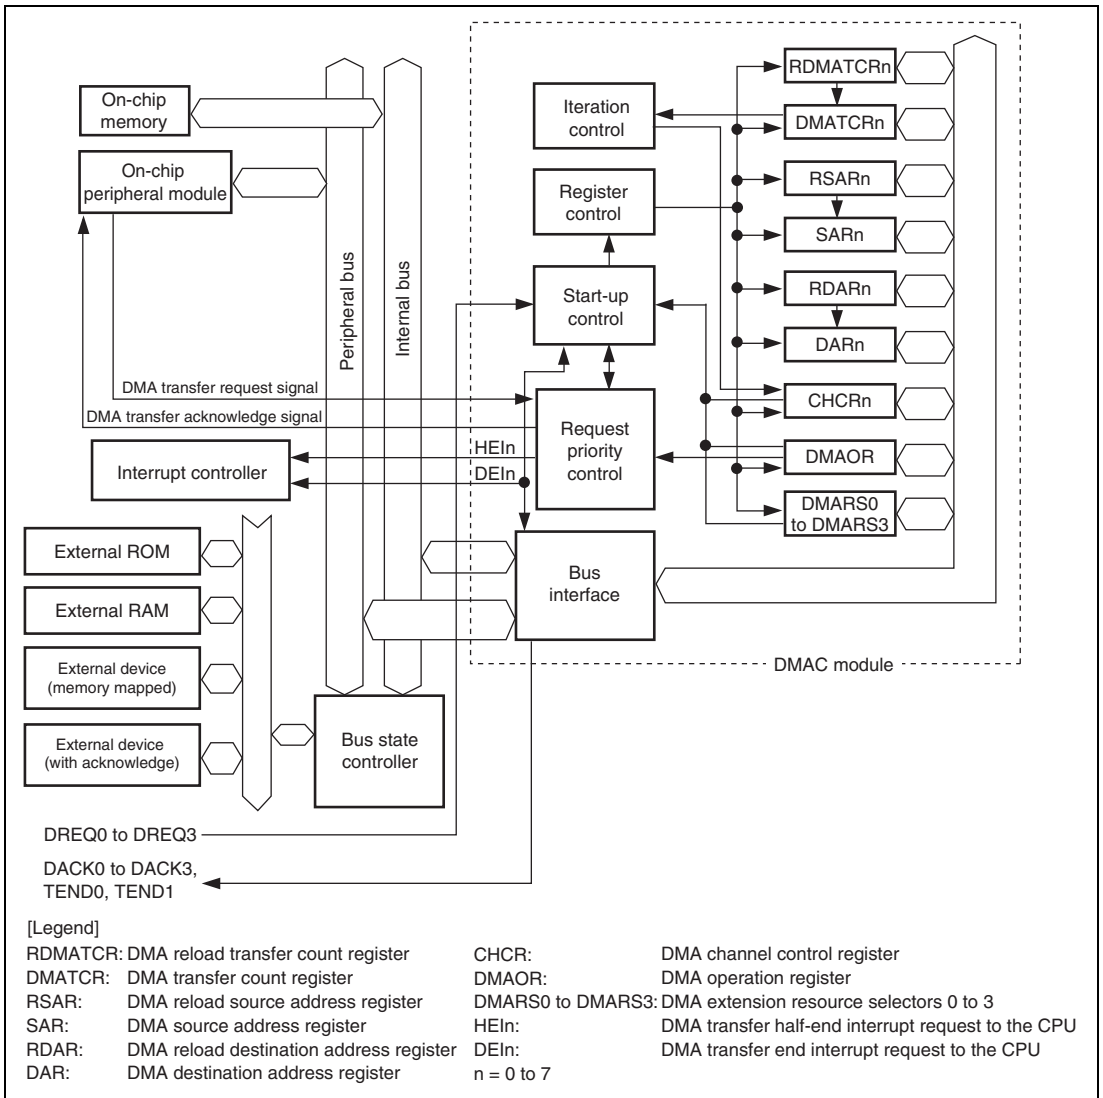 On-chip
memory
On-chip
peripheral module
Peripheral bus
Internal bus
Iteration
control
Register
control
Start-up
control
Request
priority
control
Bus
interface
RDMATCRn
DMATCRn
RSARn
SARn
RDARn
DARn
CHCRn
DMAOR
DMARS0
to DMARS3
DMA transfer request signal
DMA transfer acknowledge signal
HEIn
DEIn
Interrupt controller
External ROM
External RAM
External device
(memory mapped)
External device
(with acknowledge)
Bus state
controller
DMAC module
DREQ0 to DREQ3
DACK0 to DACK3,
TEND0, TEND1
[Legend]
RDMATCR: DMA reload transfer count register
DMATCR: DMA transfer count register
RSAR: DMA reload source address register
SAR: DMA source address register
RDAR: DMA reload destination address register
DAR: DMA destination address register
CHCR: DMA channel control register
DMAOR: DMA operation register
DMARS0 to DMARS3: DMA extension resource selectors 0 to 3
HEIn: DMA transfer half-end interrupt request to the CPU
DEIn: DMA transfer end interrupt request to the CPU
n = 0 to 7